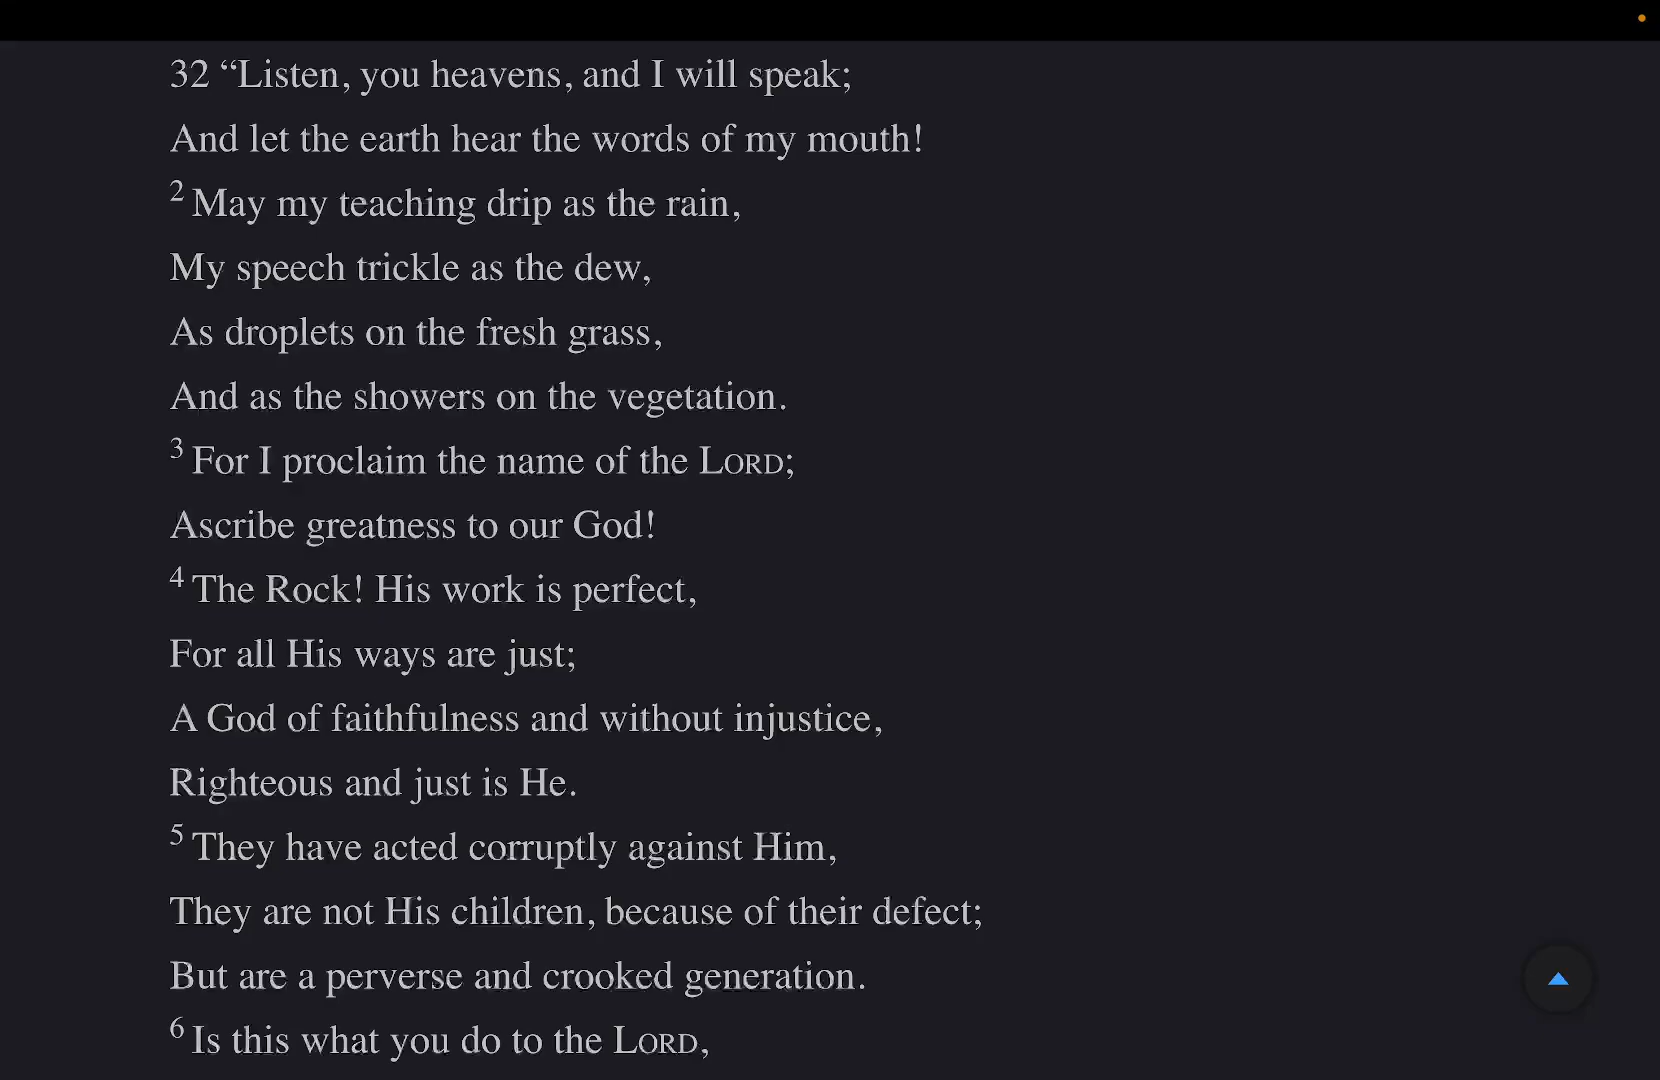 32 “Listen, you heavens, and I will speak;
And let the earth hear the words of my mouth!
2 May my teaching drip as the rain,
My speech trickle as the dew,
As droplets on the fresh grass,
And as the showers on the vegetation.
3 For I proclaim the name of the LORD;
Ascribe greatness to our God!
4 The Rock! His work is perfect,
For all His ways are just;
A God of faithfulness and without injustice,
Righteous and just is He.
5 They have acted corruptly against Him,
They are not His children, because of their defect;
But are a perverse and crooked generation.
6 Is this what you do to the LORD,